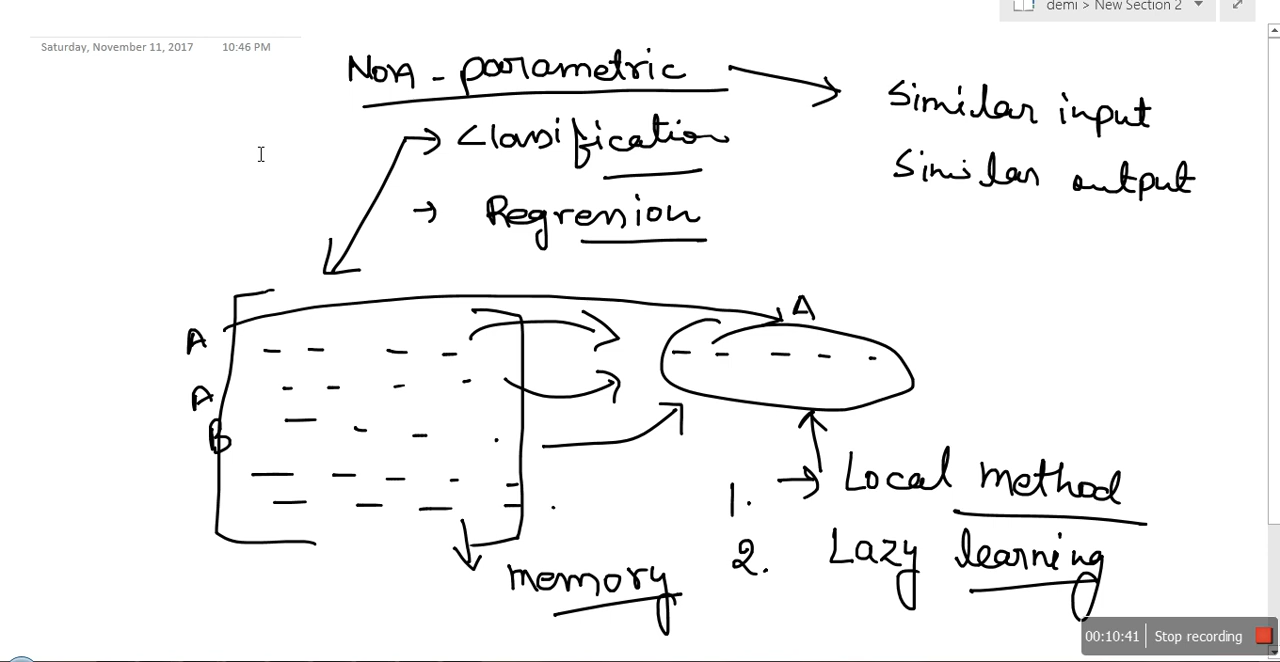 demi > New Section 2
Saturday, November 11, 2017 10:46 PM
Non - parametric
Similar input
Similar output
→ Classification
→ Regression
A
A
A
B
1. → Local method
2. Lazy learning
memory
00:10:41 Stop recording